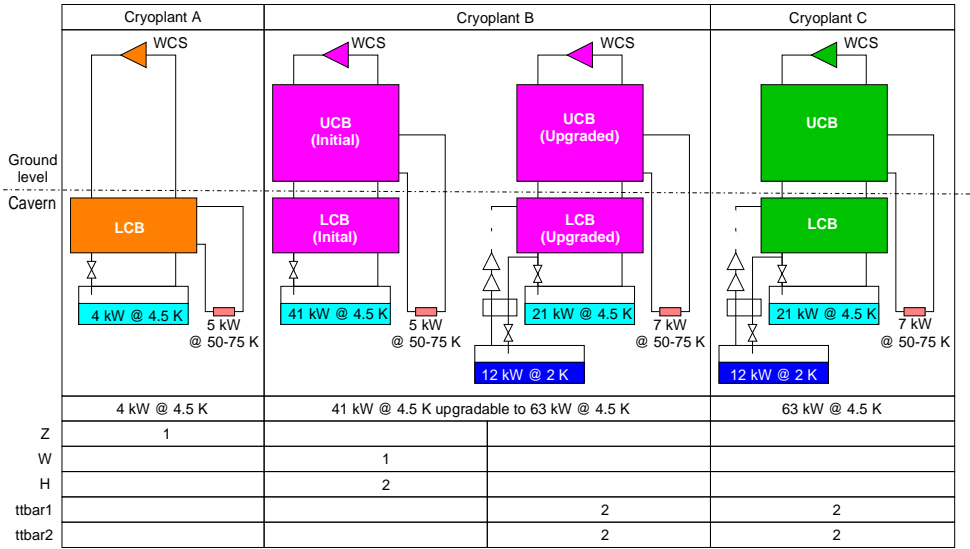 Cryoplant A
Cryoplant B
Cryoplant C
WCS
WCS
WCS
WCS
UCB
(Initial)
UCB
(Upgraded)
UCB
Ground
level
Cavern
LCB
LCB
(Inital)
LCB
(Upgraded)
LCB
4 kW @ 4.5 K
41 kW @ 4.5 K
21 kW @ 4.5 K
21 kW @ 4.5 K
5 kW
@ 50-75 K
5 kW
@ 50-75 K
7 kW
@ 50-75 K
7 kW
@ 50-75 K
12 kW @ 2 K
12 kW @ 2 K
4 kW @ 4.5 K
41 kW @ 4.5 K upgradable to 63 kW @ 4.5 K
63 kW @ 4.5 K
Z 1
W 1
H 2
ttbar1 2 2
ttbar2 2 2